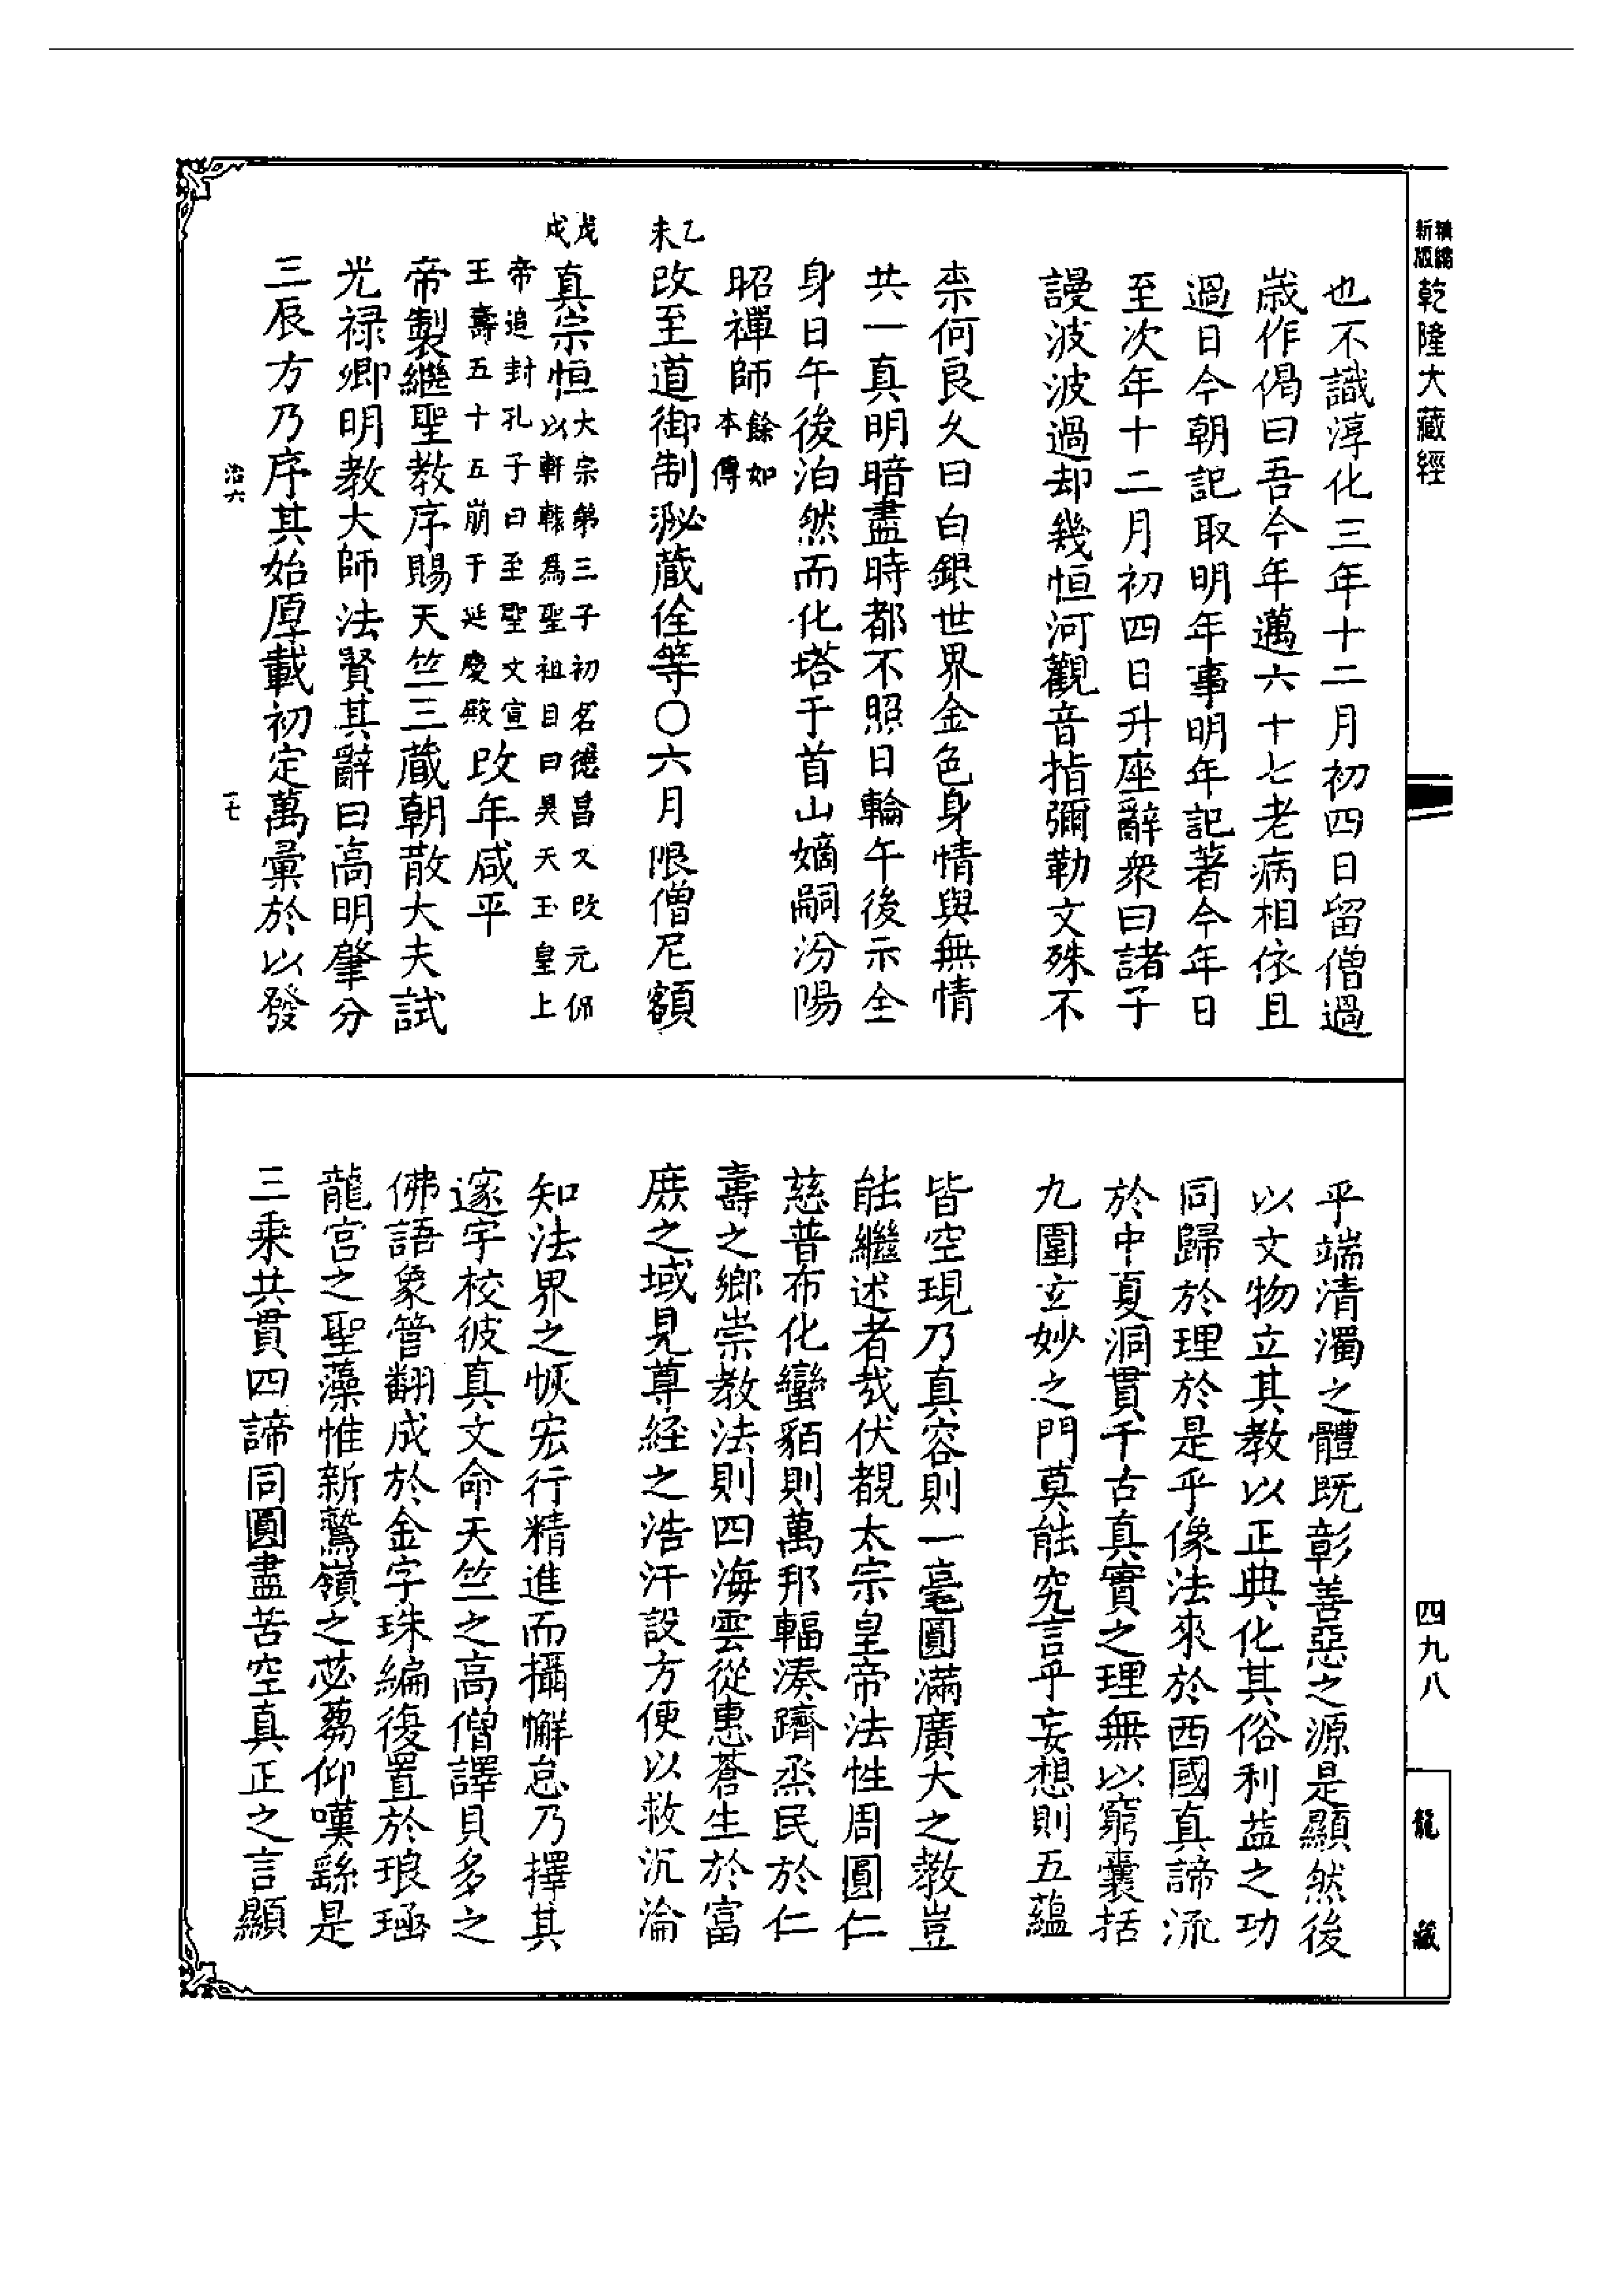 精縮
新版
乾隆大藏經
四九八
龍藏
也不識淳化三年十二月初四日留僧過
歲作偈曰吾今年邁六十七老病相依且
過日今朝記取明年事明年記著今年日
至次年十二月初四日升座辭衆曰諸子
謾波波過却幾恒河觀音指彌勒文殊不
柰何良久曰白銀世界金色身情與無情
共一真明暗盡時都不照日輪午後示全
身日午後泊然而化塔于首山嫡嗣汾陽
昭禪師餘如本傳
乙未改至道御制秘藏佺等〇六月限僧尼額
戊戌真宗恒大宗第三子初名德昌又改元𠈉
以軒轅為聖祖目曰昊天玉皇上
帝追封孔子曰至聖文宣
王壽五十五崩于延慶殿改年咸平
帝製繼聖教序賜天竺三藏朝散大夫試
光禄卿明教大師法賢其辭曰高明肇分
三辰方乃序其始厚載初定萬彙於以發
治六
一七
平端清濁之體既彰善惡之源是顯然後
以文物立其教以正典化其俗利益之功
同歸於理於是乎像法來於西國真諦流
於中夏洞貫千古真實之理無以窮囊括
九圍玄妙之門莫能究言乎妄想則五蘊
皆空現乃真容則一毫圓滿廣大之教豈
能繼述者哉伏覩太宗皇帝法性周圓仁
慈普布化蠻貊則萬邦輻湊躋烝民於仁
壽之鄉崇教法則四海雲從惠蒼生於富
庶之域見尊経之浩汗設方便以救沉淪
知法界之恢宏行精進而攝懈怠乃擇其
邃宇校彼真文命天竺之高僧譯貝多之
佛語象管翻成於金字珠編復置於琅函
龍宮之聖藻惟新鷲嶺之苾蒭仰嘆繇是
三乘共貫四諦同圓盡苦空真正之言顯